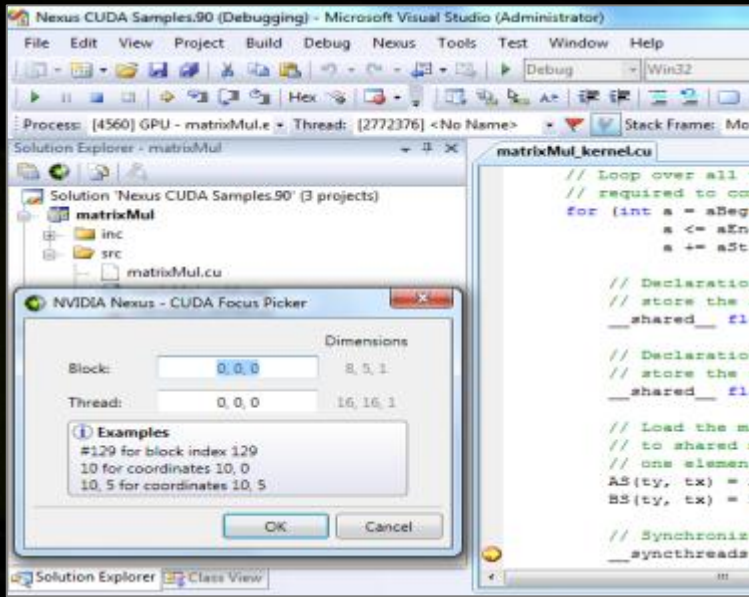 Nexus CUDA Samples.90 (Debugging) - Microsoft Visual Studio (Administrator)
File Edit View Project Build Debug Nexus Tools Test Window Help
Debug Win32
Hex
Process: [4560] GPU - matrixMul.e Thread: [2772376] <No Name> Stack Frame: Mo
Solution Explorer - matrixMul
matrixMul_kernel.cu
Solution 'Nexus CUDA Samples.90' (3 projects)
matrixMul
inc
src
matrixMul.cu
// Loop over all
// required to co
for (int a = aBeg
a <= aEn
a += aSt
// Declaratio
// store the
__shared__ fl
// Declaratio
// store the
__shared__ fl
// Load the m
// to shared
// one elemen
AS(ty, tx) =
BS(ty, tx) =
// Synchroniz
__syncthreads
NVIDIA Nexus - CUDA Focus Picker
Dimensions
Block: 0, 0, 0 8, 5, 1
Thread: 0, 0, 0 16, 16, 1
Examples
#129 for block index 129
10 for coordinates 10, 0
10, 5 for coordinates 10, 5
OK Cancel
Solution Explorer Class View